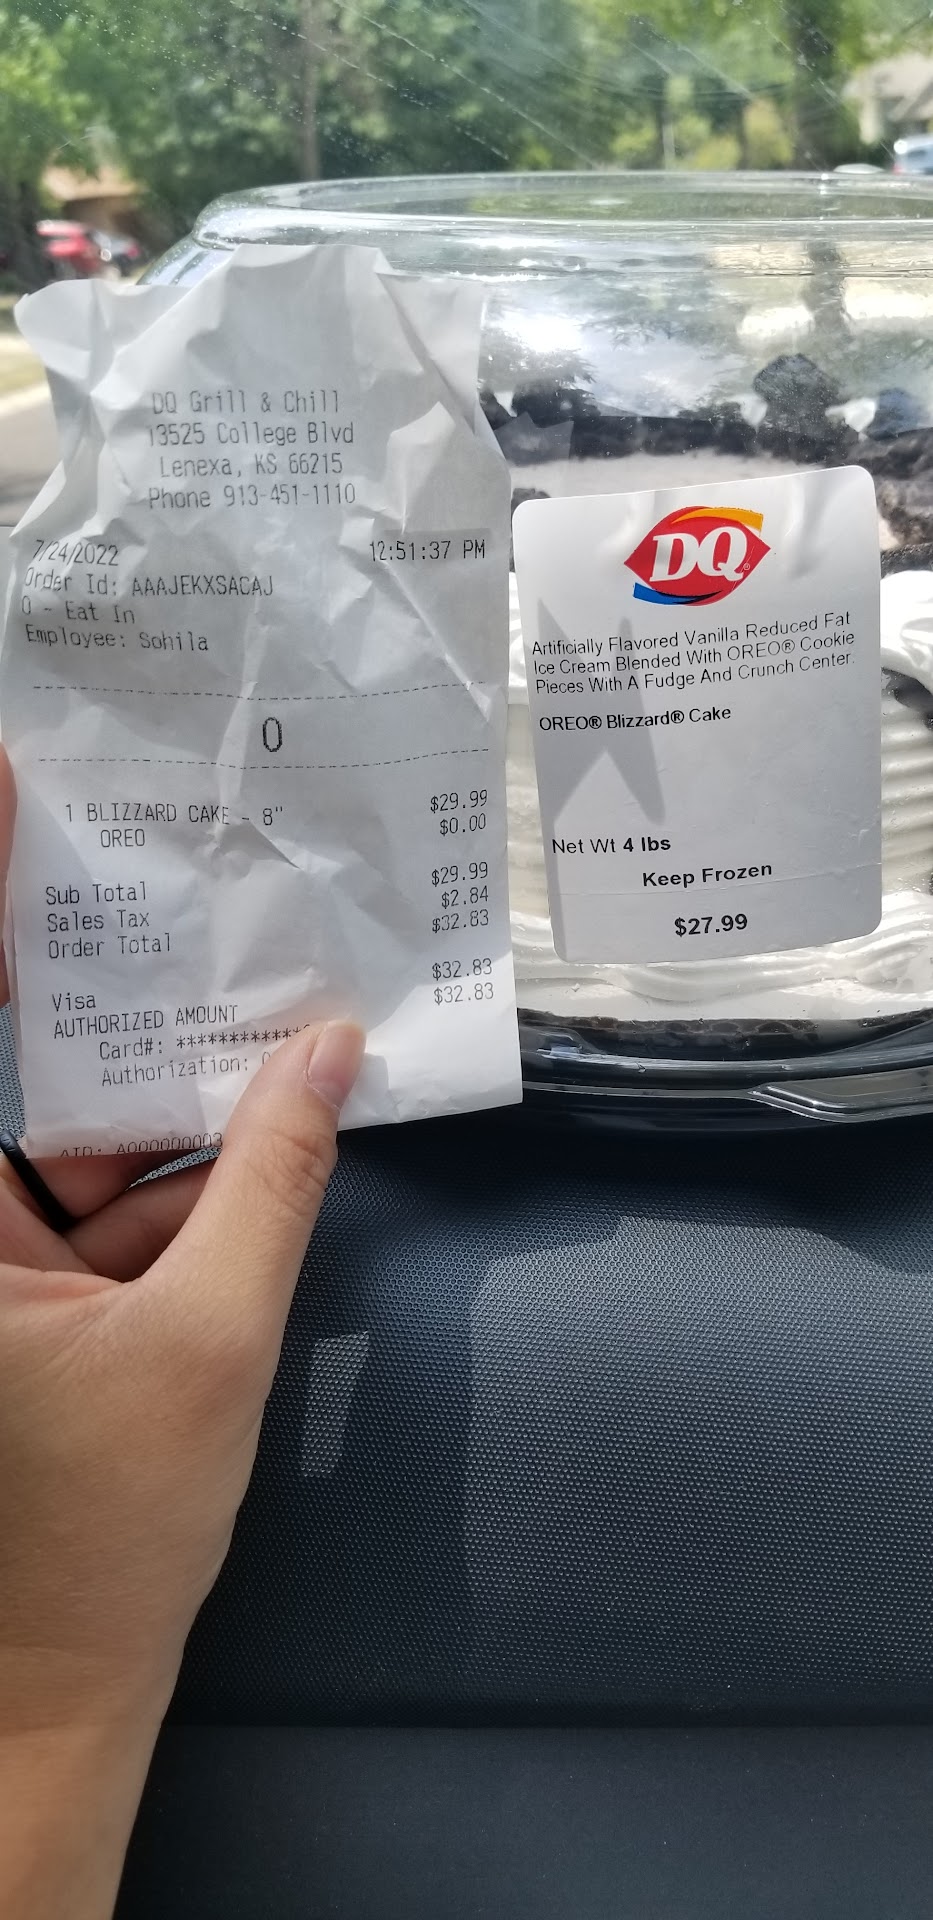 DQ Grill & Chill
13525 College Blvd
Lenexa, KS 66215
Phone 913-451-1110
7/24/2022 12:51:37 PM
Order Id: AAAJEKXSACAJ
0 - Eat In
Employee: Sohila
0
1 BLIZZARD CAKE - 8" $29.99
OREO $0.00
Sub Total $29.99
Sales Tax $2.84
Order Total $32.83
Visa $32.83
AUTHORIZED AMOUNT $32.83
Card#: ************
Authorization:
AID: A000000003
DQ®
Artificially Flavored Vanilla Reduced Fat
Ice Cream Blended With OREO® Cookie
Pieces With A Fudge And Crunch Center.
OREO® Blizzard® Cake
Net Wt 4 lbs
Keep Frozen
$27.99